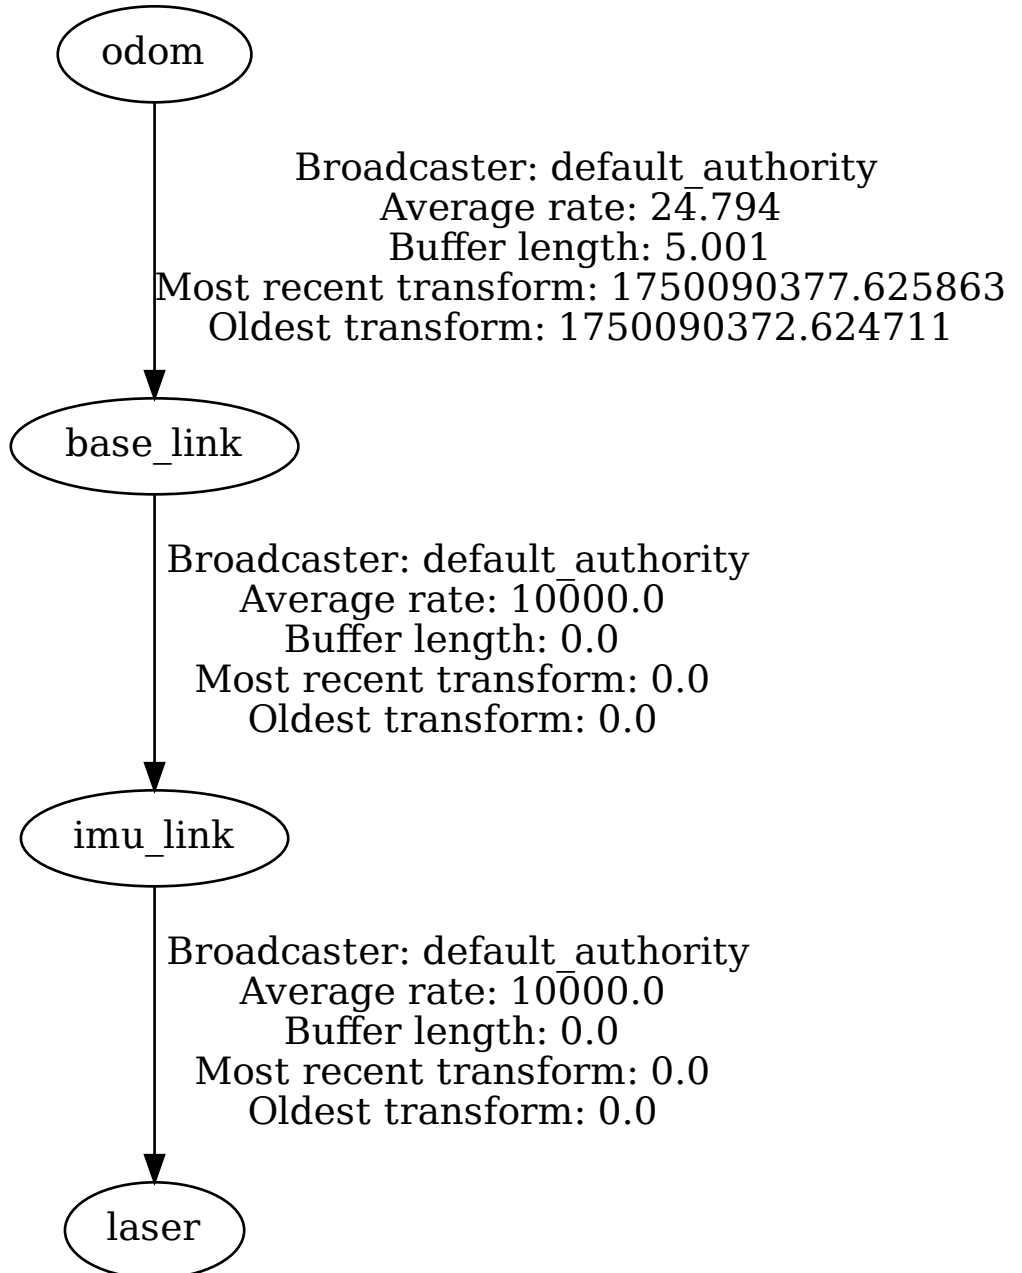 odom
Broadcaster: default_authority
Average rate: 24.794
Buffer length: 5.001
Most recent transform: 1750090377.625863
Oldest transform: 1750090372.624711
base_link
Broadcaster: default_authority
Average rate: 10000.0
Buffer length: 0.0
Most recent transform: 0.0
Oldest transform: 0.0
imu_link
Broadcaster: default_authority
Average rate: 10000.0
Buffer length: 0.0
Most recent transform: 0.0
Oldest transform: 0.0
laser